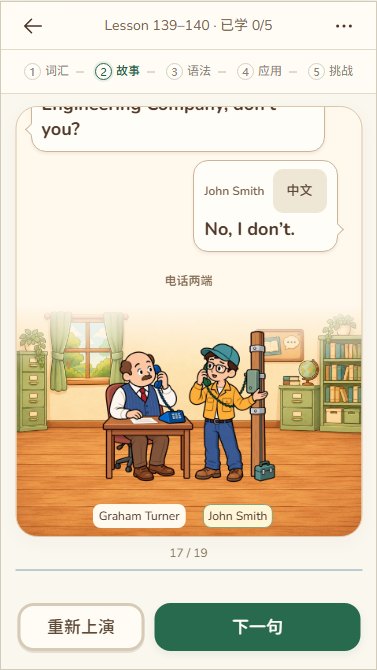 Lesson 139–140 · 已学 0/5
1 词汇 – 2 故事 – 3 语法 – 4 应用 – 5 挑战
Engineering Company, don't
you?
John Smith 中文
No, I don't.
电话两端
Graham Turner John Smith
17 / 19
重新上演 下一句